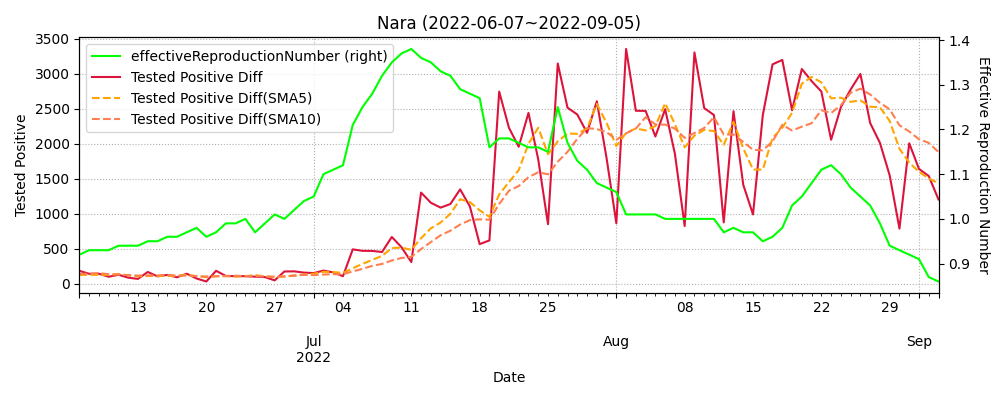 Nara (2022-06-07~2022-09-05)
effectiveReproductionNumber (right)
Tested Positive Diff
Tested Positive Diff(SMA5)
Tested Positive Diff(SMA10)
Tested Positive
3500
3000
2500
2000
1500
1000
500
0
1.4
1.3
1.2
1.1
1.0
0.9
Effective Reproduction Number
13 20 27 04 11 18 25 08 15 22 29
Jul Aug Sep
2022
Date